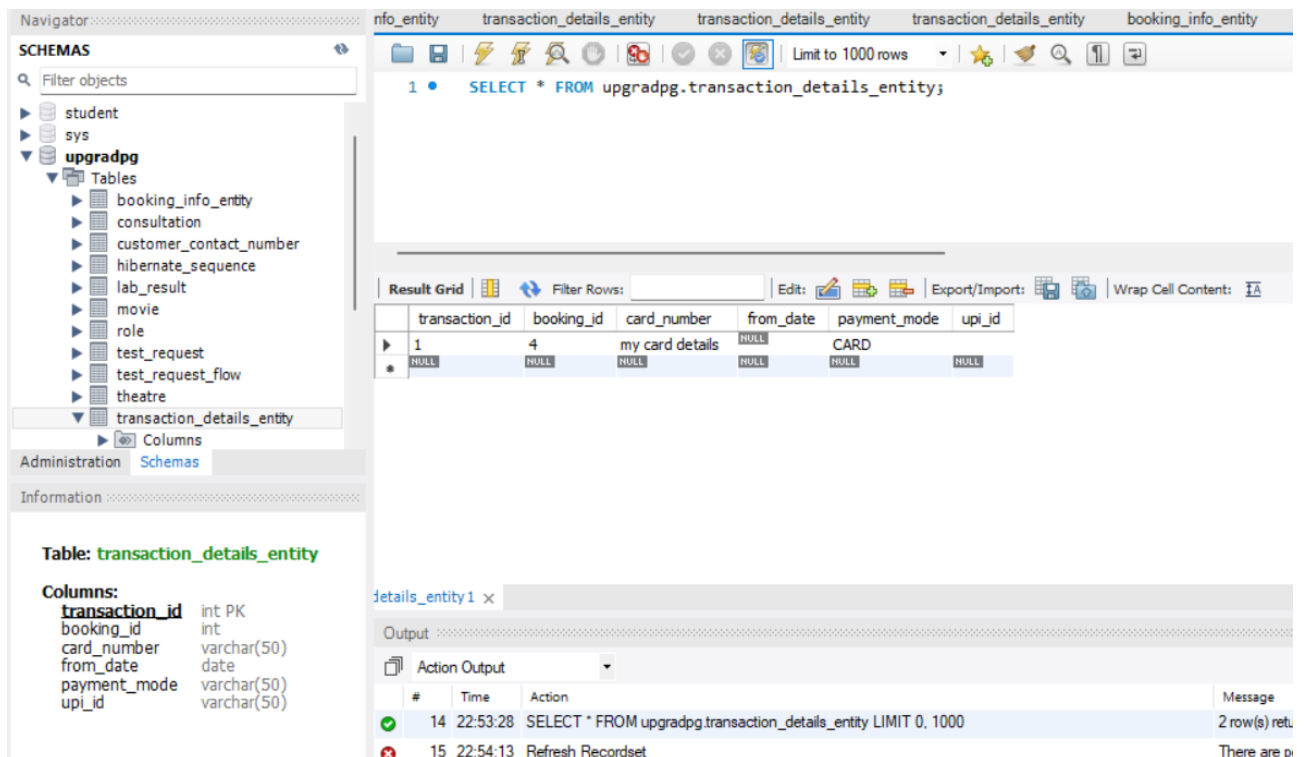 Navigator
SCHEMAS
Filter objects
student
sys
upgradpg
Tables
booking_info_entity
consultation
customer_contact_number
hibernate_sequence
lab_result
movie
role
test_request
test_request_flow
theatre
transaction_details_entity
Columns
Administration Schemas
Information
Table: transaction_details_entity
Columns:
transaction_id int PK
booking_id int
card_number varchar(50)
from_date date
payment_mode varchar(50)
upi_id varchar(50)
nfo_entity transaction_details_entity transaction_details_entity transaction_details_entity booking_info_entity
Limit to 1000 rows
1 SELECT * FROM upgradpg.transaction_details_entity;
Result Grid Filter Rows: Edit: Export/Import: Wrap Cell Content: IA
transaction_id booking_id card_number from_date payment_mode upi_id
1 4 my card details NULL CARD
NULL NULL NULL NULL NULL NULL
details_entity 1
Output
Action Output
# Time Action Message
14 22:53:28 SELECT * FROM upgradpg.transaction_details_entity LIMIT 0, 1000 2 row(s) retu
15 22:54:13 Refresh Recordset There are pe